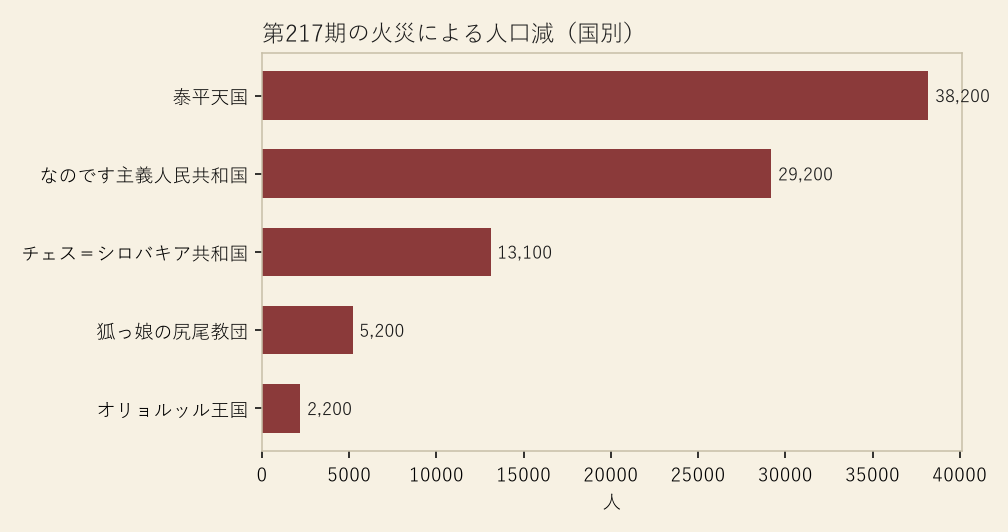 第217期の火災による人口減（国別）
泰平天国
38,200
なのです主義人民共和国
29,200
チェス＝シロバキア共和国
13,100
狐っ娘の尻尾教団
5,200
オリョルッル王国
2,200
0 5000 10000 15000 20000 25000 30000 35000 40000
人